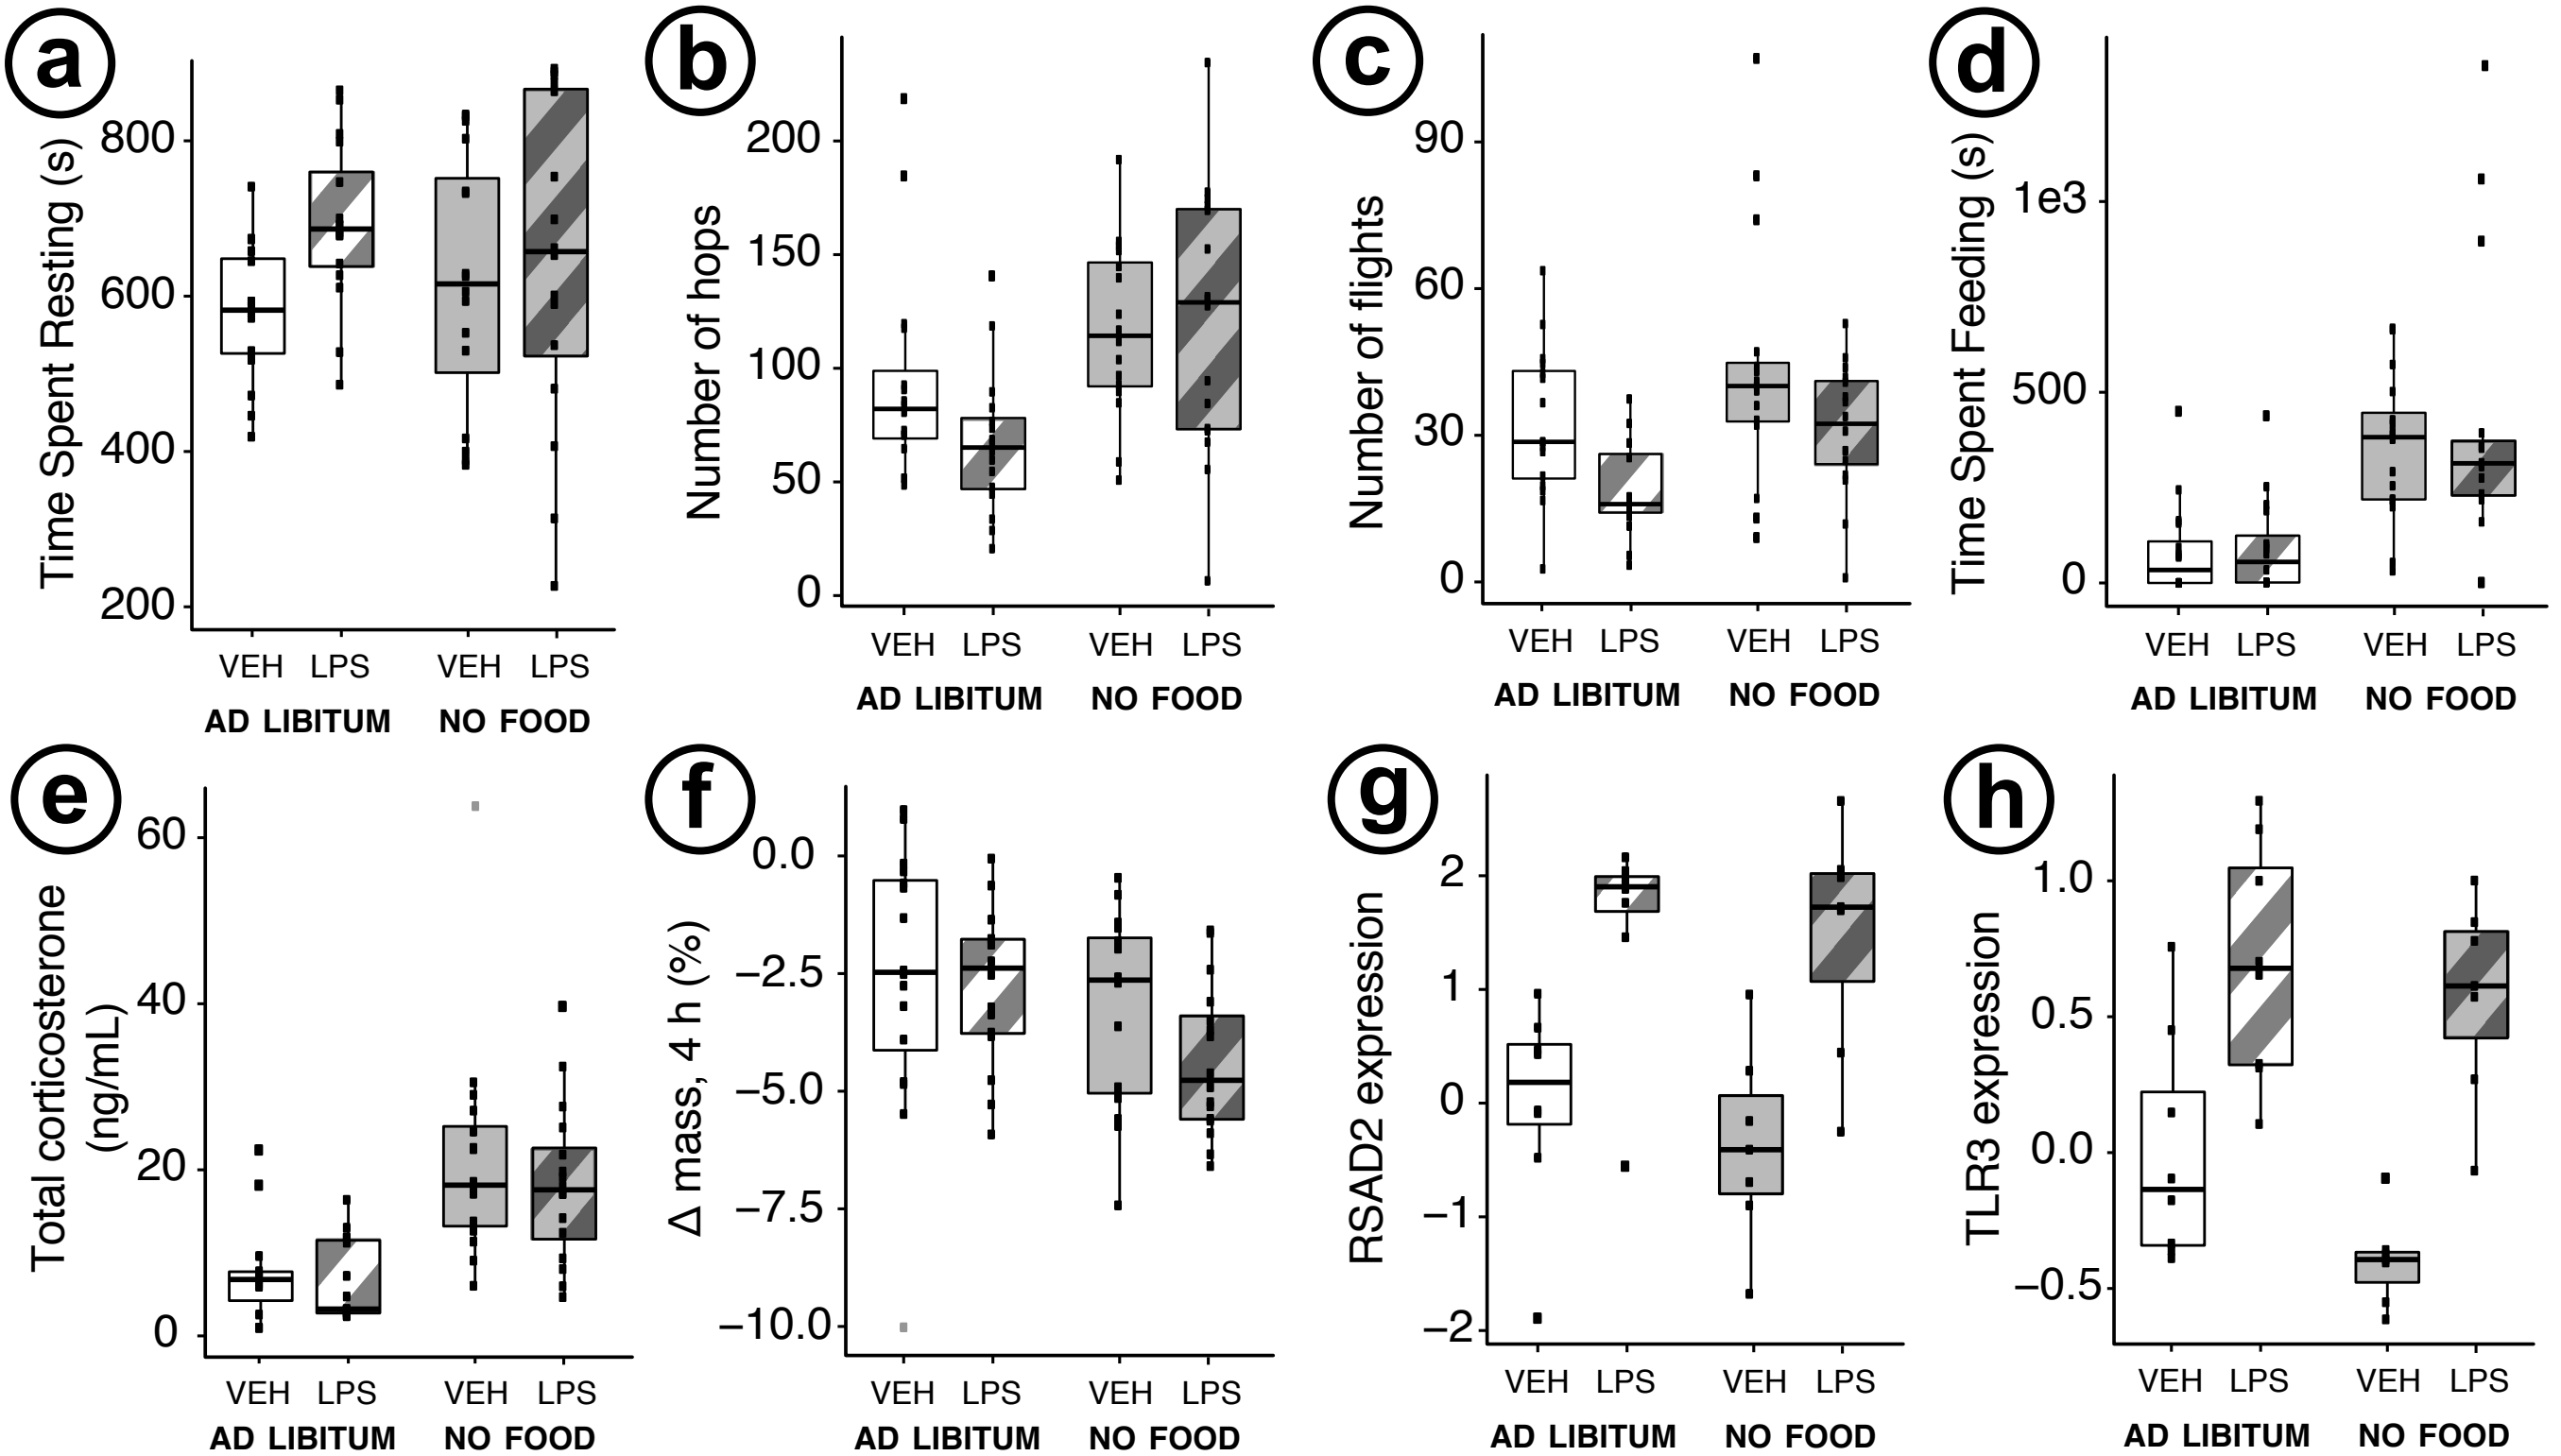 a
Time Spent Resting (s)
800
600
400
200
VEH LPS VEH LPS
AD LIBITUM NO FOOD
b
Number of hops
200
150
100
50
0
VEH LPS VEH LPS
AD LIBITUM NO FOOD
c
Number of flights
90
60
30
0
VEH LPS VEH LPS
AD LIBITUM NO FOOD
d
Time Spent Feeding (s)
1e3
500
0
VEH LPS VEH LPS
AD LIBITUM NO FOOD
e
Total corticosterone
(ng/mL)
60
40
20
0
VEH LPS VEH LPS
AD LIBITUM NO FOOD
f
Δ mass, 4 h (%)
0.0
−2.5
−5.0
−7.5
−10.0
VEH LPS VEH LPS
AD LIBITUM NO FOOD
g
RSAD2 expression
2
1
0
−1
−2
VEH LPS VEH LPS
AD LIBITUM NO FOOD
h
TLR3 expression
1.0
0.5
0.0
−0.5
VEH LPS VEH LPS
AD LIBITUM NO FOOD